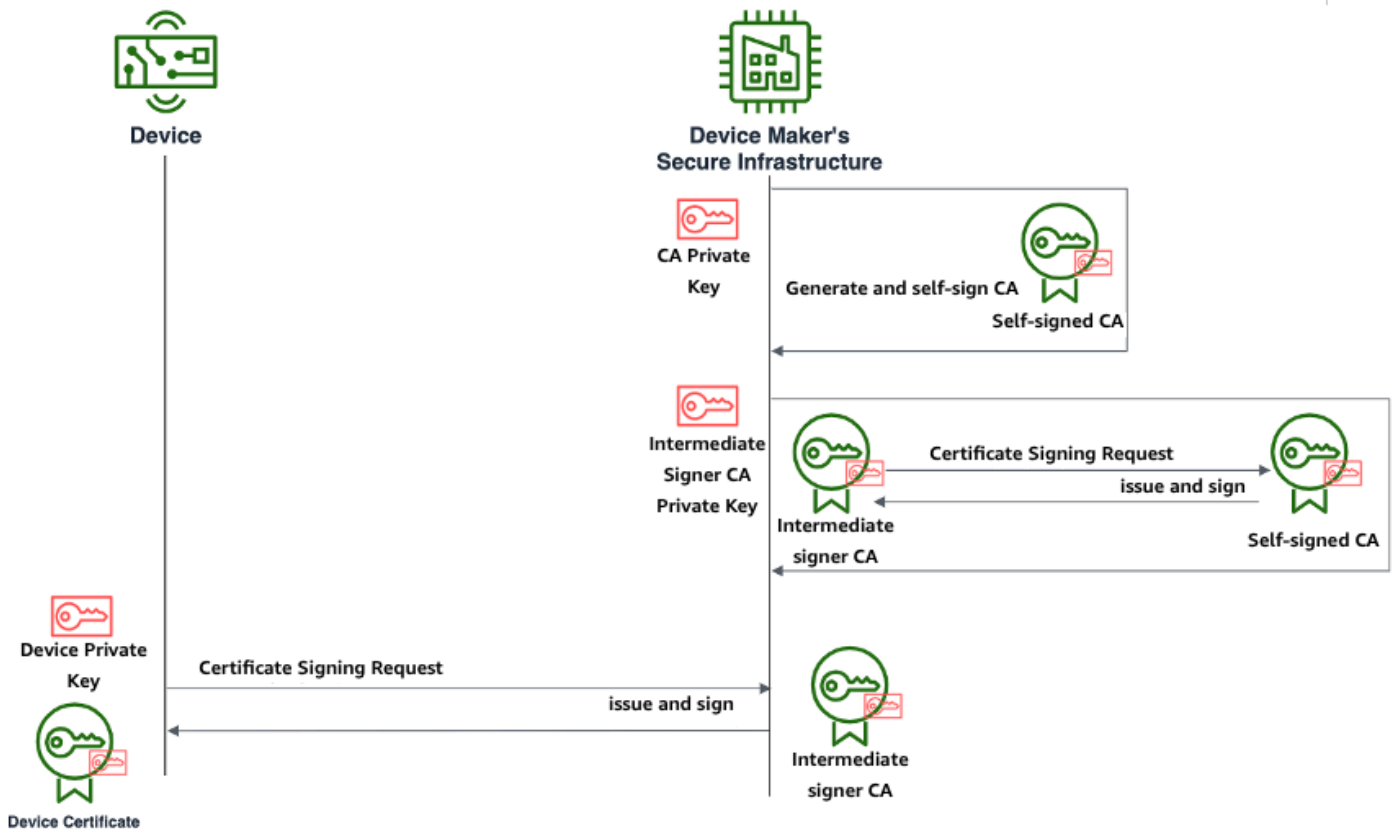 Device
Device Maker's
Secure Infrastructure
CA Private
Key
Generate and self-sign CA
Self-signed CA
Intermediate
Signer CA
Private Key
Certificate Signing Request
issue and sign
Intermediate
signer CA
Self-signed CA
Device Private
Key
Certificate Signing Request
issue and sign
Intermediate
signer CA
Device Certificate